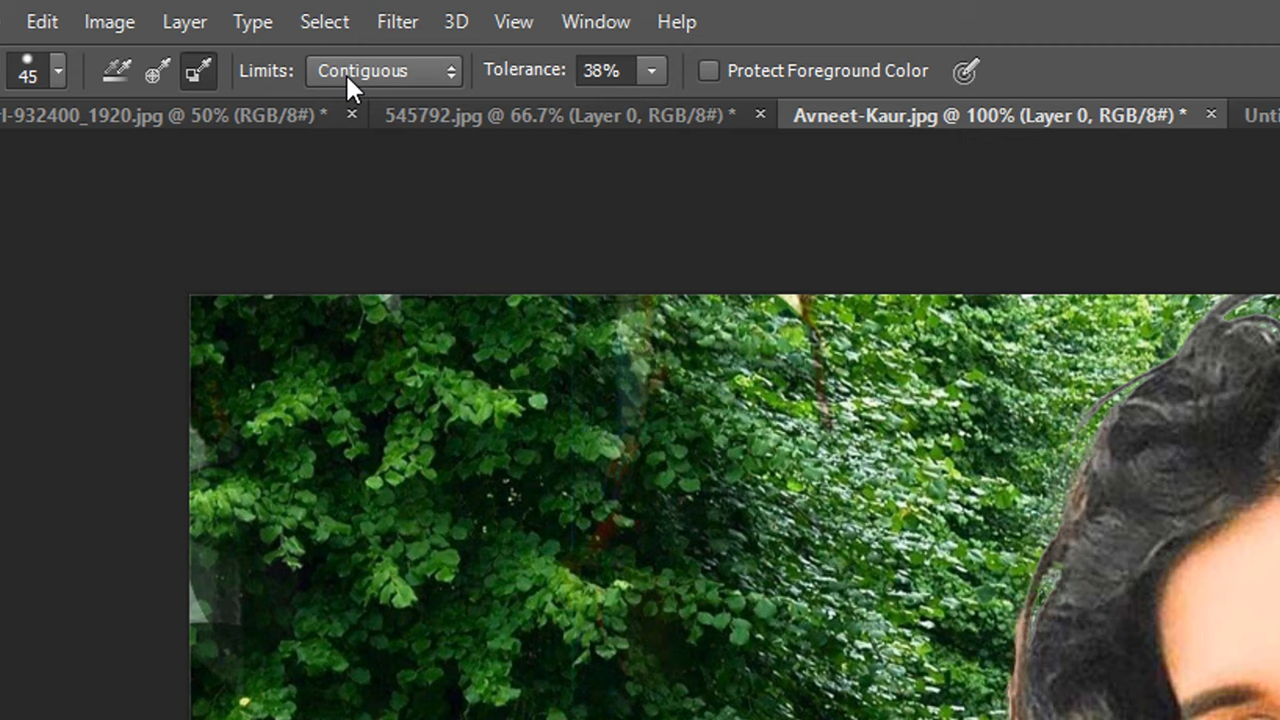 Edit Image Layer Type Select Filter 3D View Window Help
45 Limits: Contiguous Tolerance: 38% Protect Foreground Color
l-932400_1920.jpg @ 50% (RGB/8#) * × 545792.jpg @ 66.7% (Layer 0, RGB/8#) * × Avneet-Kaur.jpg @ 100% (Layer 0, RGB/8#) * × Unti